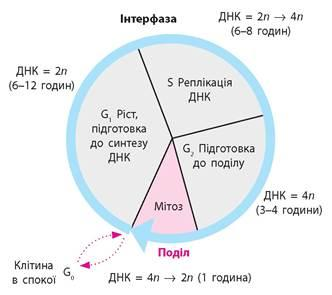 Інтерфаза
ДНК = 2n → 4n
(6–8 годин)
ДНК = 2n
(6–12 годин)
S Реплікація
ДНК
G₁ Ріст,
підготовка
до синтезу
ДНК
G₂ Підготовка
до поділу
Мітоз
ДНК = 4n
(3–4 години)
Поділ
Клітина
в спокої
G₀
ДНК = 4n → 2n (1 година)